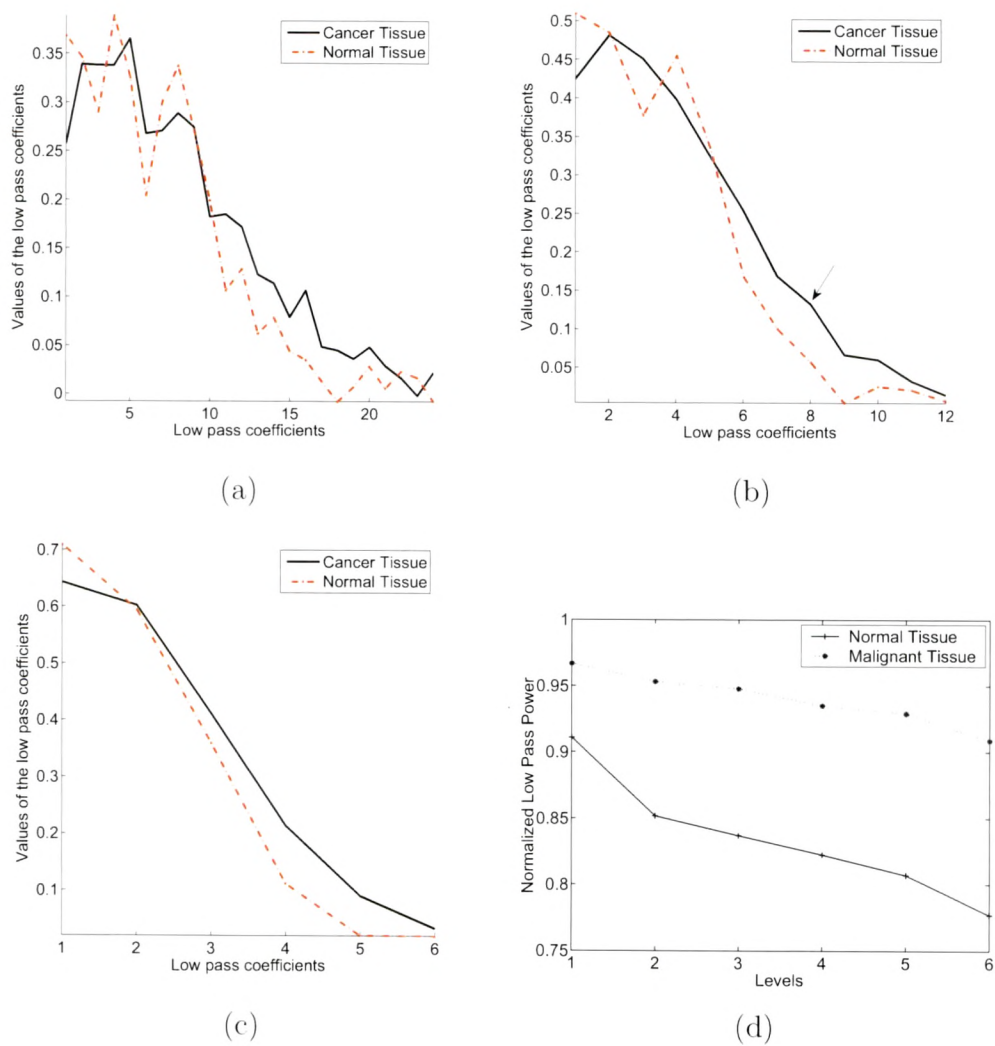 Values of the low pass coefficients
0.35
0.3
0.25
0.2
0.15
0.1
0.05
0
5
10
15
20
Low pass coefficients
Cancer Tissue
Normal Tissue
(a)
Values of the low pass coefficients
0.5
0.45
0.4
0.35
0.3
0.25
0.2
0.15
0.1
0.05
2
4
6
8
10
12
Low pass coefficients
Cancer Tissue
Normal Tissue
(b)
Values of the low pass coefficients
0.7
0.6
0.5
0.4
0.3
0.2
0.1
1
2
3
4
5
6
Low pass coefficients
Cancer Tissue
Normal Tissue
(c)
Normalized Low Pass Power
1
0.95
0.9
0.85
0.8
0.75
1
2
3
4
5
6
Levels
Normal Tissue
Malignant Tissue
(d)